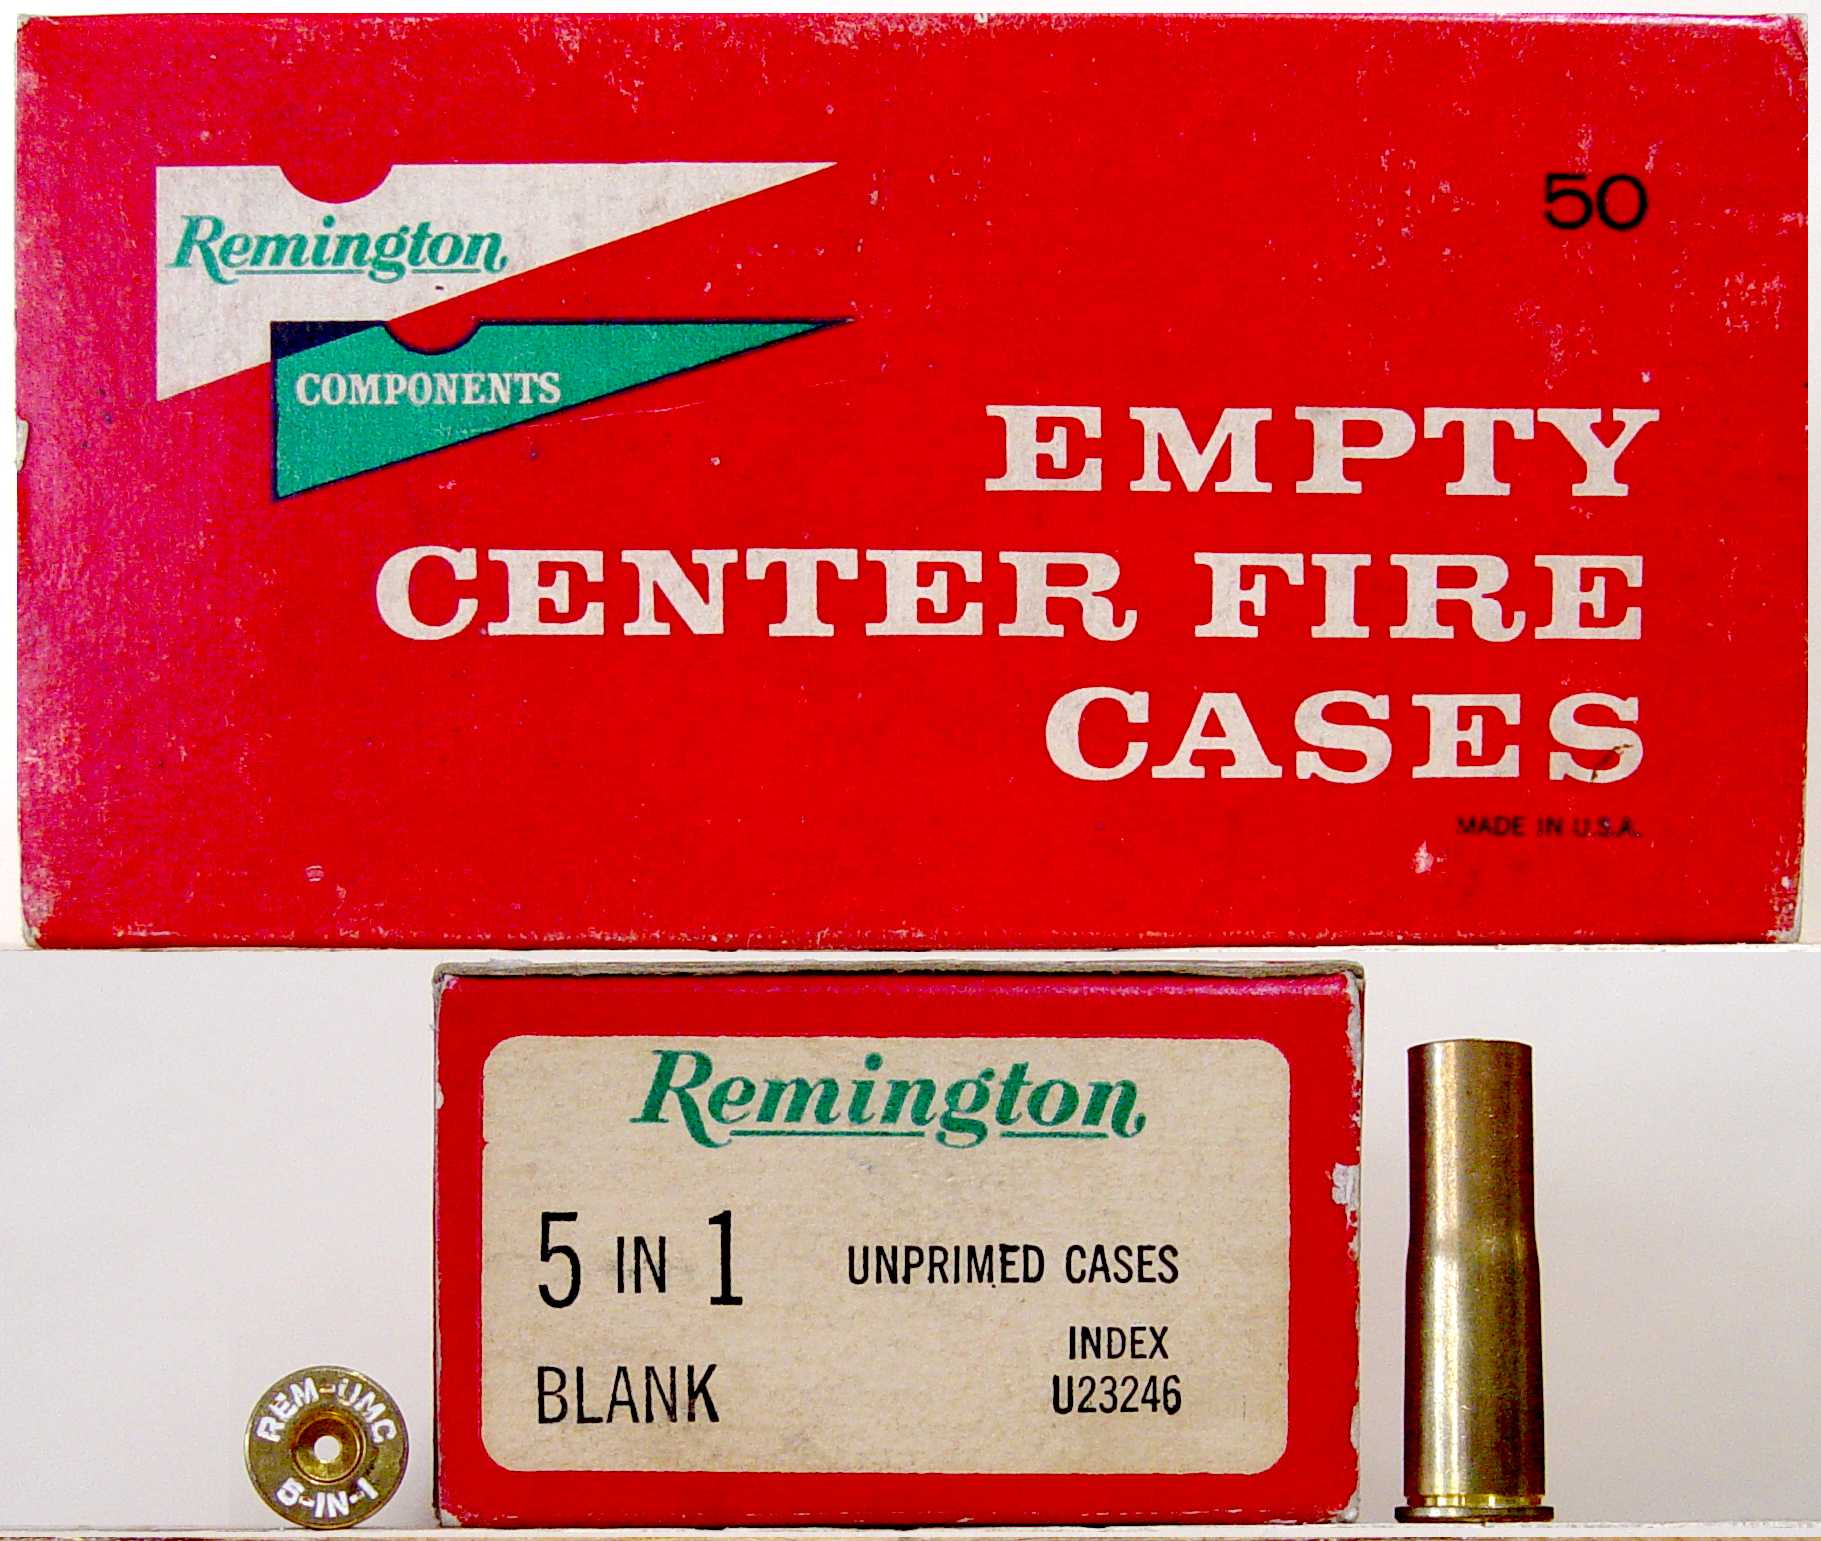 50
Remington
COMPONENTS
EMPTY
CENTER FIRE
CASES
MADE IN U.S.A.
Remington
5 IN 1 UNPRIMED CASES
INDEX
BLANK U23246
REM-UMC
5-IN-1